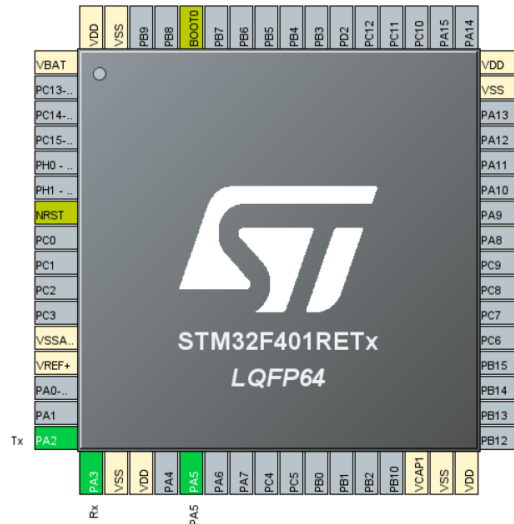 VDD
VSS
PB9
PB8
BOOT0
PB7
PB6
PB5
PB4
PB3
PD2
PC12
PC11
PC10
PA15
PA14
VBAT
PC13-..
PC14-..
PC15-..
PH0 - ..
PH1 - ..
NRST
PC0
PC1
PC2
PC3
VSSA..
VREF+
PA0-..
PA1
Tx PA2
STM32F401RETx
LQFP64
VDD
VSS
PA13
PA12
PA11
PA10
PA9
PA8
PC9
PC8
PC7
PC6
PB15
PB14
PB13
PB12
PA3
VSS
VDD
PA4
PA5
PA6
PA7
PC4
PC5
PB0
PB1
PB2
PB10
VCAP1
VSS
VDD
Rx
PA5